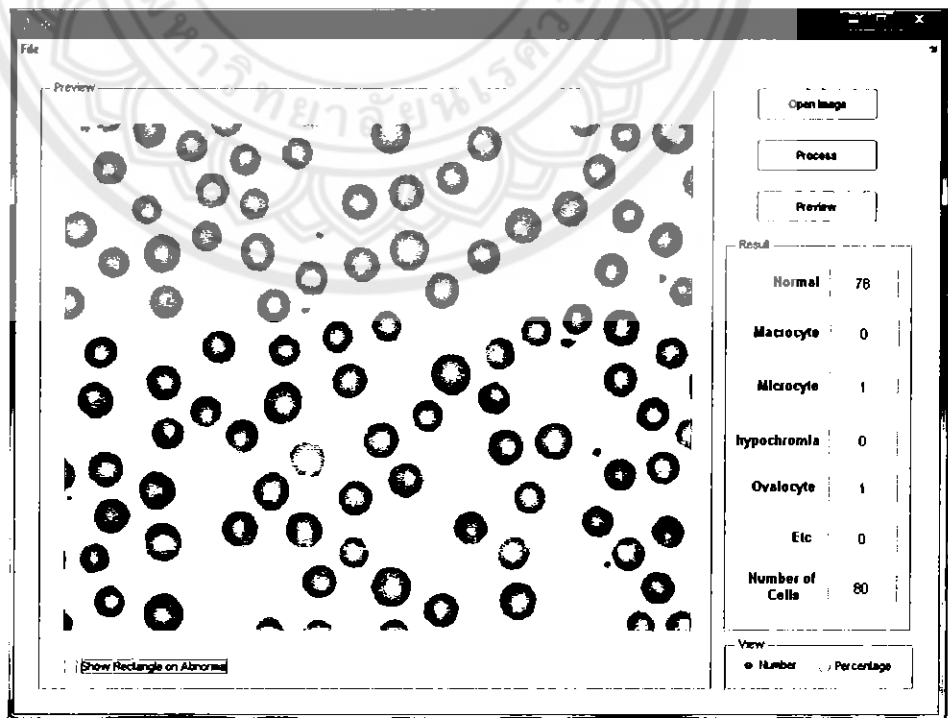 File
Preview
Open Image
Process
Preview
Result
Normal 78
Macrocyte 0
Microcyte 1
hypochromia 0
Ovalocyte 1
Etc 0
Number of
Cells 80
Show Rectangle on Abnormal
View
Number Percentage